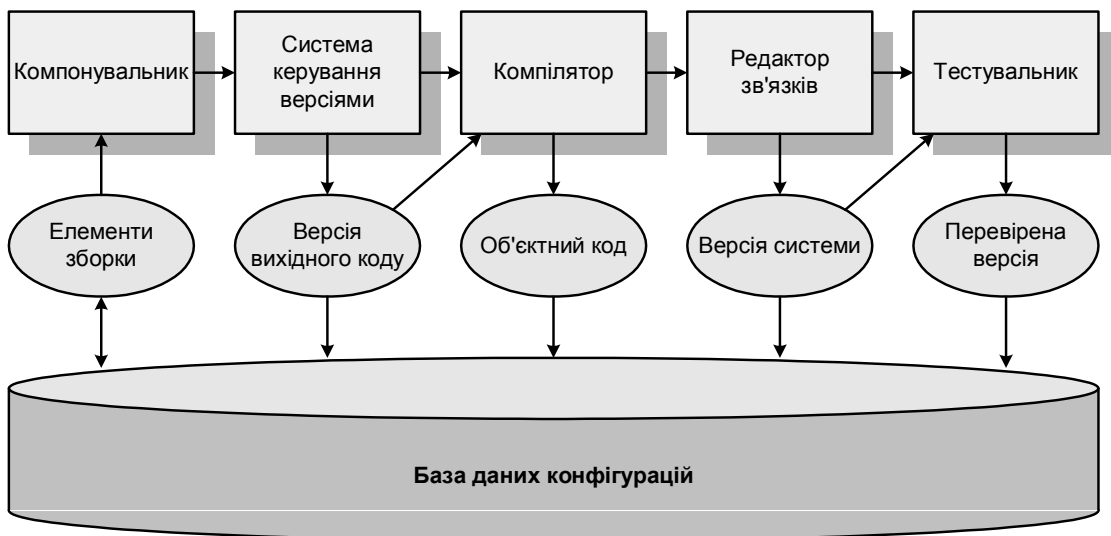 Компонувальник
Система
керування
версіями
Компілятор
Редактор
зв'язків
Тестувальник
Елементи
зборки
Версія
вихідного коду
Об'єктний код
Версія системи
Перевірена
версія
База даних конфігурацій